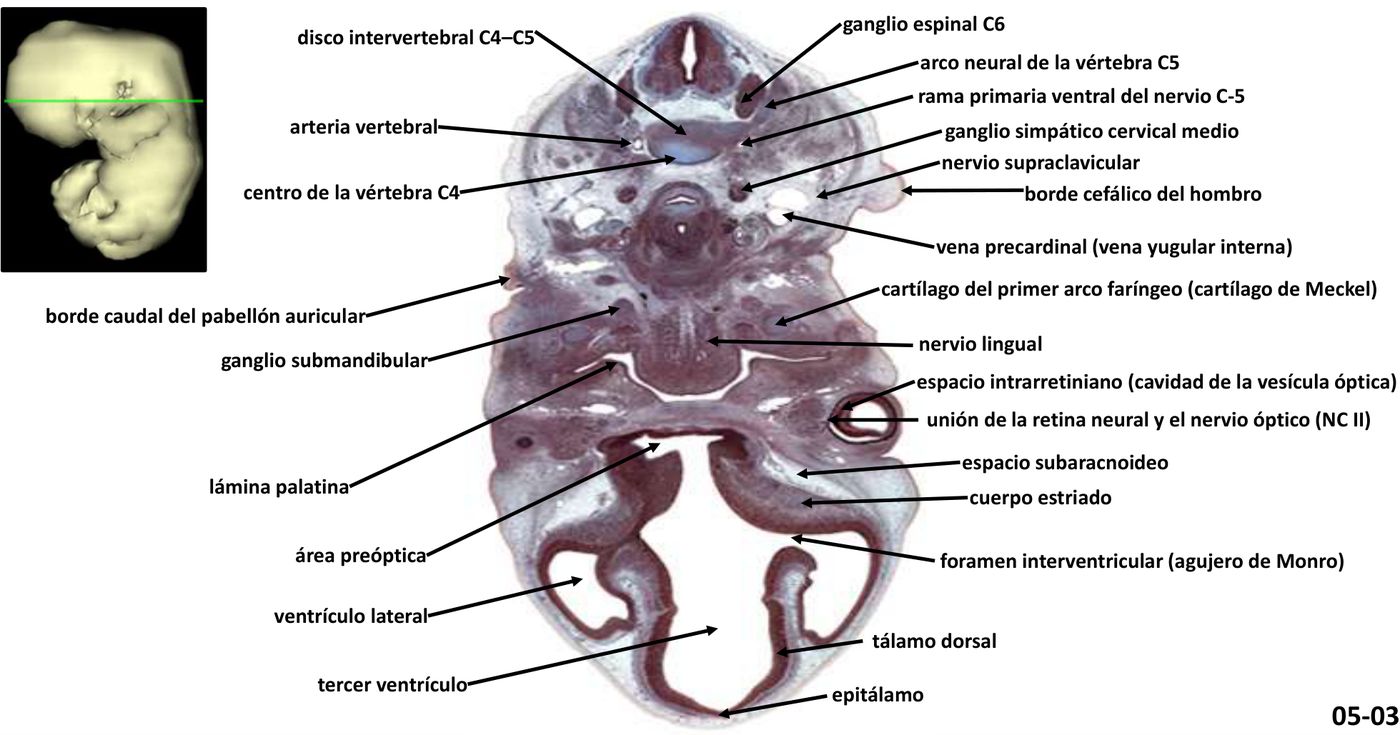 disco intervertebral C4–C5
arteria vertebral
centro de la vértebra C4
borde caudal del pabellón auricular
ganglio submandibular
lámina palatina
área preóptica
ventrículo lateral
tercer ventrículo
ganglio espinal C6
arco neural de la vértebra C5
rama primaria ventral del nervio C-5
ganglio simpático cervical medio
nervio supraclavicular
borde cefálico del hombro
vena precardinal (vena yugular interna)
cartílago del primer arco faríngeo (cartílago de Meckel)
nervio lingual
espacio intrarretiniano (cavidad de la vesícula óptica)
unión de la retina neural y el nervio óptico (NC II)
espacio subaracnoideo
cuerpo estriado
foramen interventricular (agujero de Monro)
tálamo dorsal
epitálamo
05-03